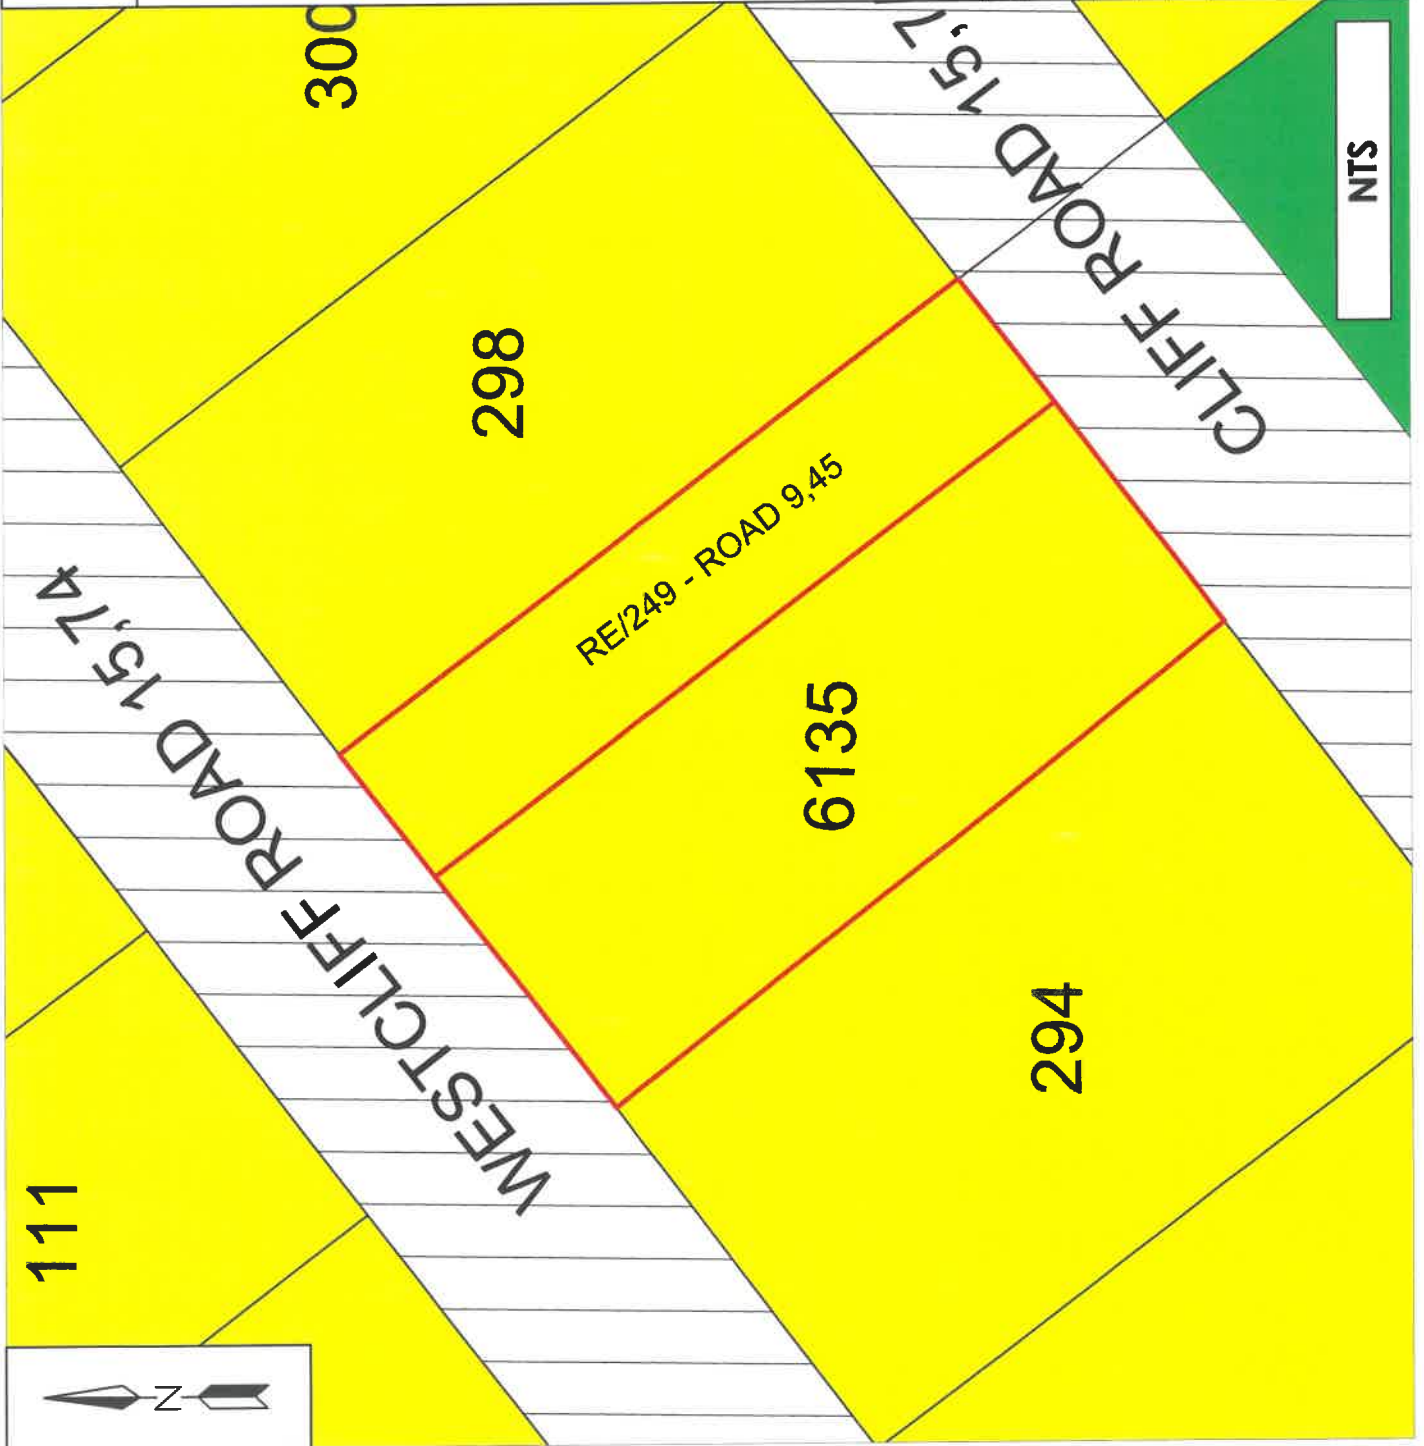 300
298
CLIFF ROAD 15,7
NTS
WESTCLIFF ROAD 15,74
RE/249 - ROAD 9,45
6135
294
111
N